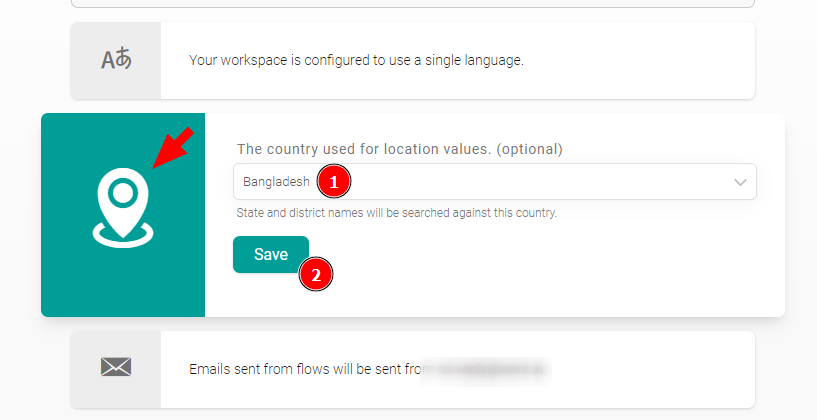 Aあ
Your workspace is configured to use a single language.
The country used for location values. (optional)
Bangladesh 1
State and district names will be searched against this country.
Save
2
Emails sent from flows will be sent from